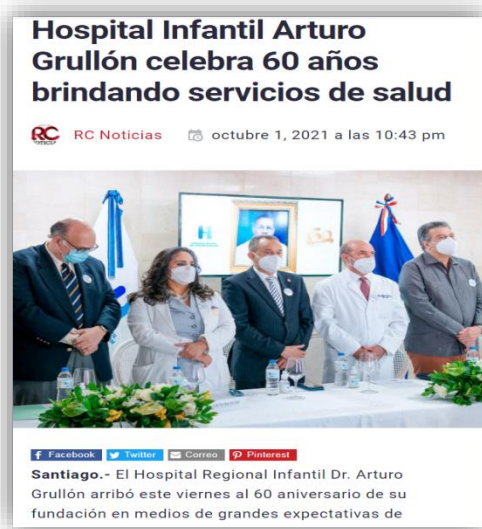 Hospital Infantil Arturo
Grullón celebra 60 años
brindando servicios de salud
RC
RC Noticias
octubre 1, 2021 a las 10:43 pm
H
60
Facebook
Twitter
Correo
Pinterest
Santiago.- El Hospital Regional Infantil Dr. Arturo
Grullón arribó este viernes al 60 aniversario de su
fundación en medios de grandes expectativas de